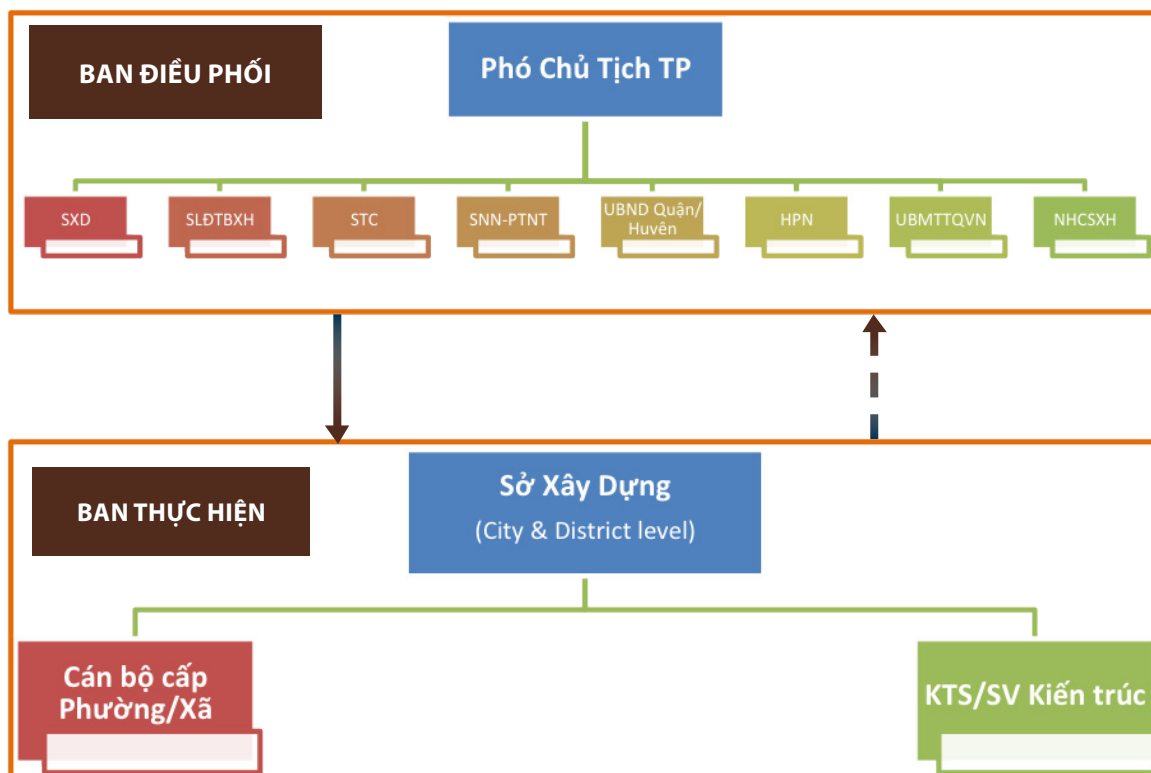 BAN ĐIỀU PHỐI
Phó Chủ Tịch TP
SXD
SLĐTBXH
STC
SNN-PTNT
UBND Quận/
Huvên
HPN
UBMTTQVN
NHCSXH
BAN THỰC HIỆN
Sở Xây Dựng
(City & District level)
Cán bộ cấp
Phường/Xã
KTS/SV Kiến trúc